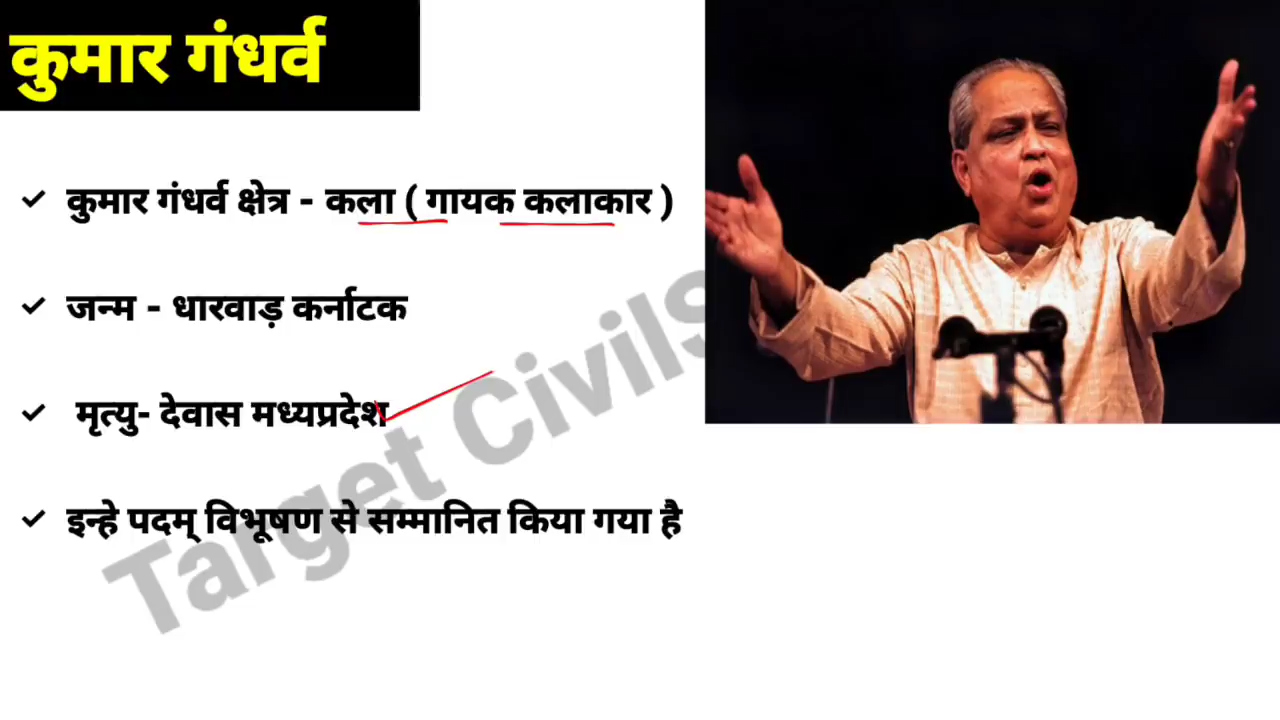 कुमार गंधर्व
कुमार गंधर्व क्षेत्र - कला ( गायक कलाकार )
जन्म - धारवाड़ कर्नाटक
मृत्यु- देवास मध्यप्रदेश
इन्हे पदम् विभूषण से सम्मानित किया गया है
Target Civils